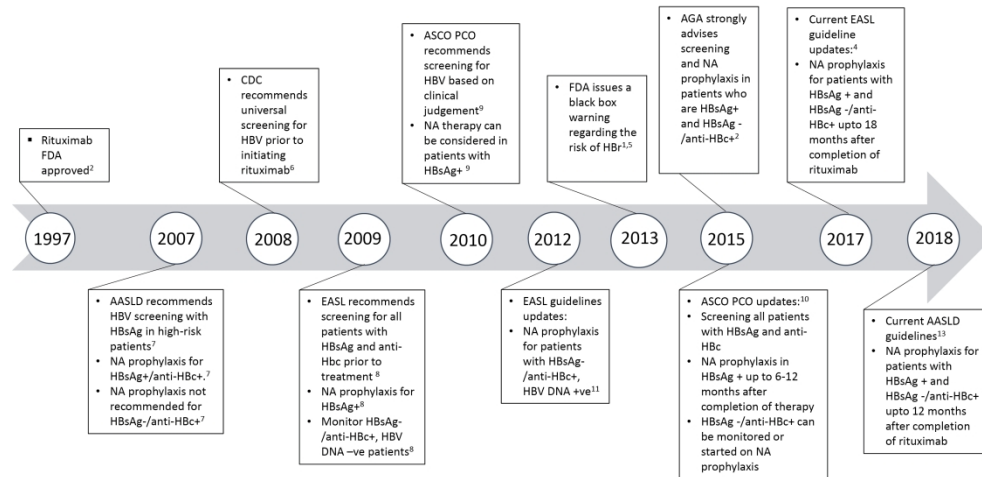 ▪ Rituximab
FDA
approved2
• CDC
recommends
universal
screening for
HBV prior to
initiating
rituximab6
• ASCO PCO
recommends
screening for
HBV based on
clinical
judgement9
• NA therapy can
be considered in
patients with
HBsAg+ 9
• FDA issues a
black box
warning
regarding the
risk of HBr1,5
• AGA strongly
advises
screening
and NA
prophylaxis in
patients who
are HBsAg+
and HBsAg -
/anti-HBc+2
• Current EASL
guideline
updates:4
• NA prophylaxis
for patients with
HBsAg + and
HBsAg -/anti-
HBc+ upto 18
months after
completion of
rituximab
1997
2007
2008
2009
2010
2012
2013
2015
2017
2018
• AASLD recommends
HBV screening with
HBsAg in high-risk
patients7
• NA prophylaxis for
HBsAg+/anti-HBc+.7
• NA prophylaxis not
recommended for
HBsAg-/anti-HBc+7
• EASL recommends
screening for all
patients with
HBsAg and anti-
Hbc prior to
treatment 8
• NA prophylaxis for
HBsAg+8
• Monitor HBsAg-
/anti-HBc+, HBV
DNA –ve patients8
• EASL guidelines
updates:
• NA prophylaxis
for patients
with HBsAg-
/anti-HBc+,
HBV DNA +ve11
• ASCO PCO updates:10
• Screening all patients
with HBsAg and anti-
HBc
• NA prophylaxis in
HBsAg + up to 6-12
months after
completion of therapy
• HBsAg -/anti-HBc+ can
be monitored or
started on NA
prophylaxis
• Current AASLD
guidelines13
• NA prophylaxis for
patients with
HBsAg + and
HBsAg -/anti-HBc+
upto 12 months
after completion
of rituximab